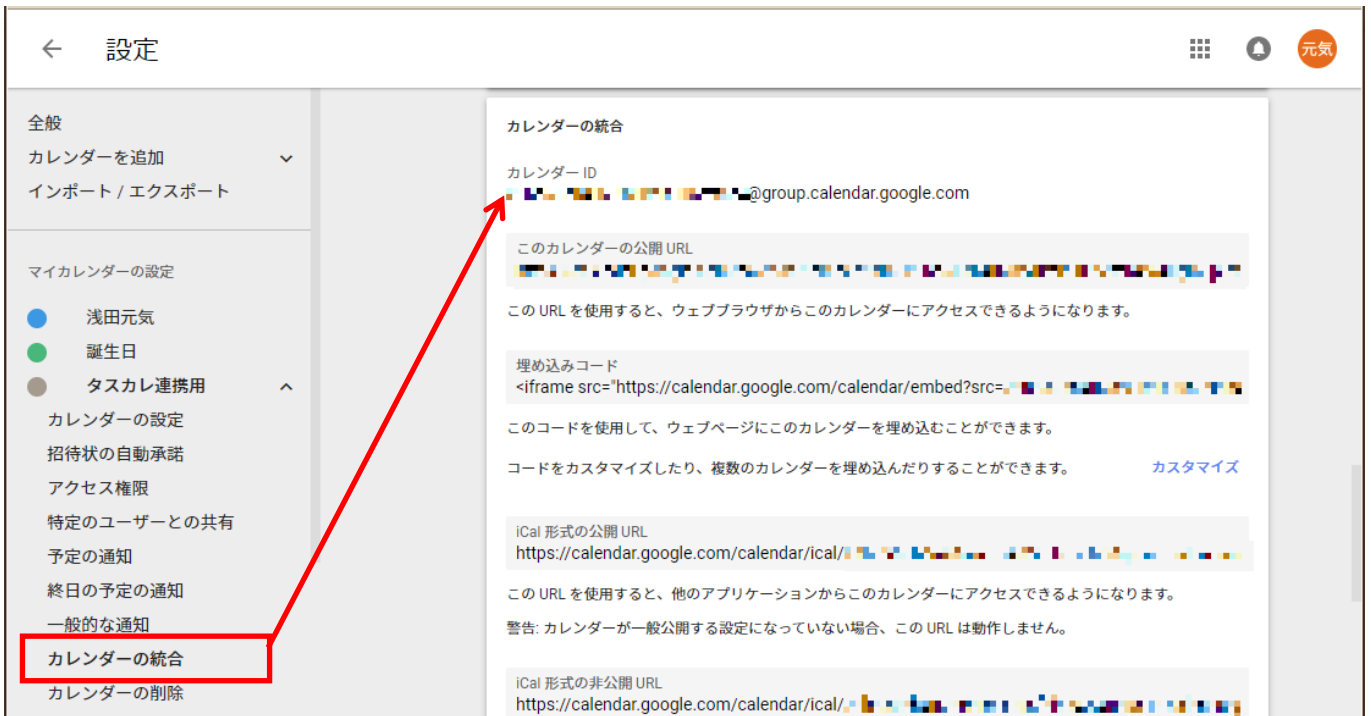 設定
元気
全般
カレンダーを追加
インポート / エクスポート
マイカレンダーの設定
浅田元気
誕生日
タスカレ連携用
カレンダーの設定
招待状の自動承諾
アクセス権限
特定のユーザーとの共有
予定の通知
終日の予定の通知
一般的な通知
カレンダーの統合
カレンダーの削除
カレンダーの統合
カレンダー ID
@group.calendar.google.com
このカレンダーの公開 URL
この URL を使用すると、ウェブブラウザからこのカレンダーにアクセスできるようになります。
埋め込みコード
<iframe src="https://calendar.google.com/calendar/embed?src=
このコードを使用して、ウェブページにこのカレンダーを埋め込むことができます。
コードをカスタマイズしたり、複数のカレンダーを埋め込んだりすることができます。 カスタマイズ
iCal 形式の公開 URL
https://calendar.google.com/calendar/ical/
この URL を使用すると、他のアプリケーションからこのカレンダーにアクセスできるようになります。
警告: カレンダーが一般公開する設定になっていない場合、この URL は動作しません。
iCal 形式の非公開 URL
https://calendar.google.com/calendar/ical/